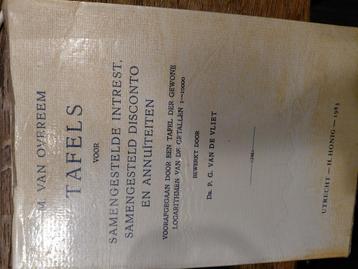 M. VAN OVEREEM
TAFELS
VOOR
SAMENGESTELDE INTREST,
SAMENGESTELD DISCONTO
EN ANNUÏTEITEN
VOORAFGEGAAN DOOR EEN TAFEL DER GEWONE
LOGARITHMEN VAN DE GETALLEN 1—10000
BEWERKT DOOR
DR. P. G. VAN DE VLIET
UTRECHT — H. HONIG —